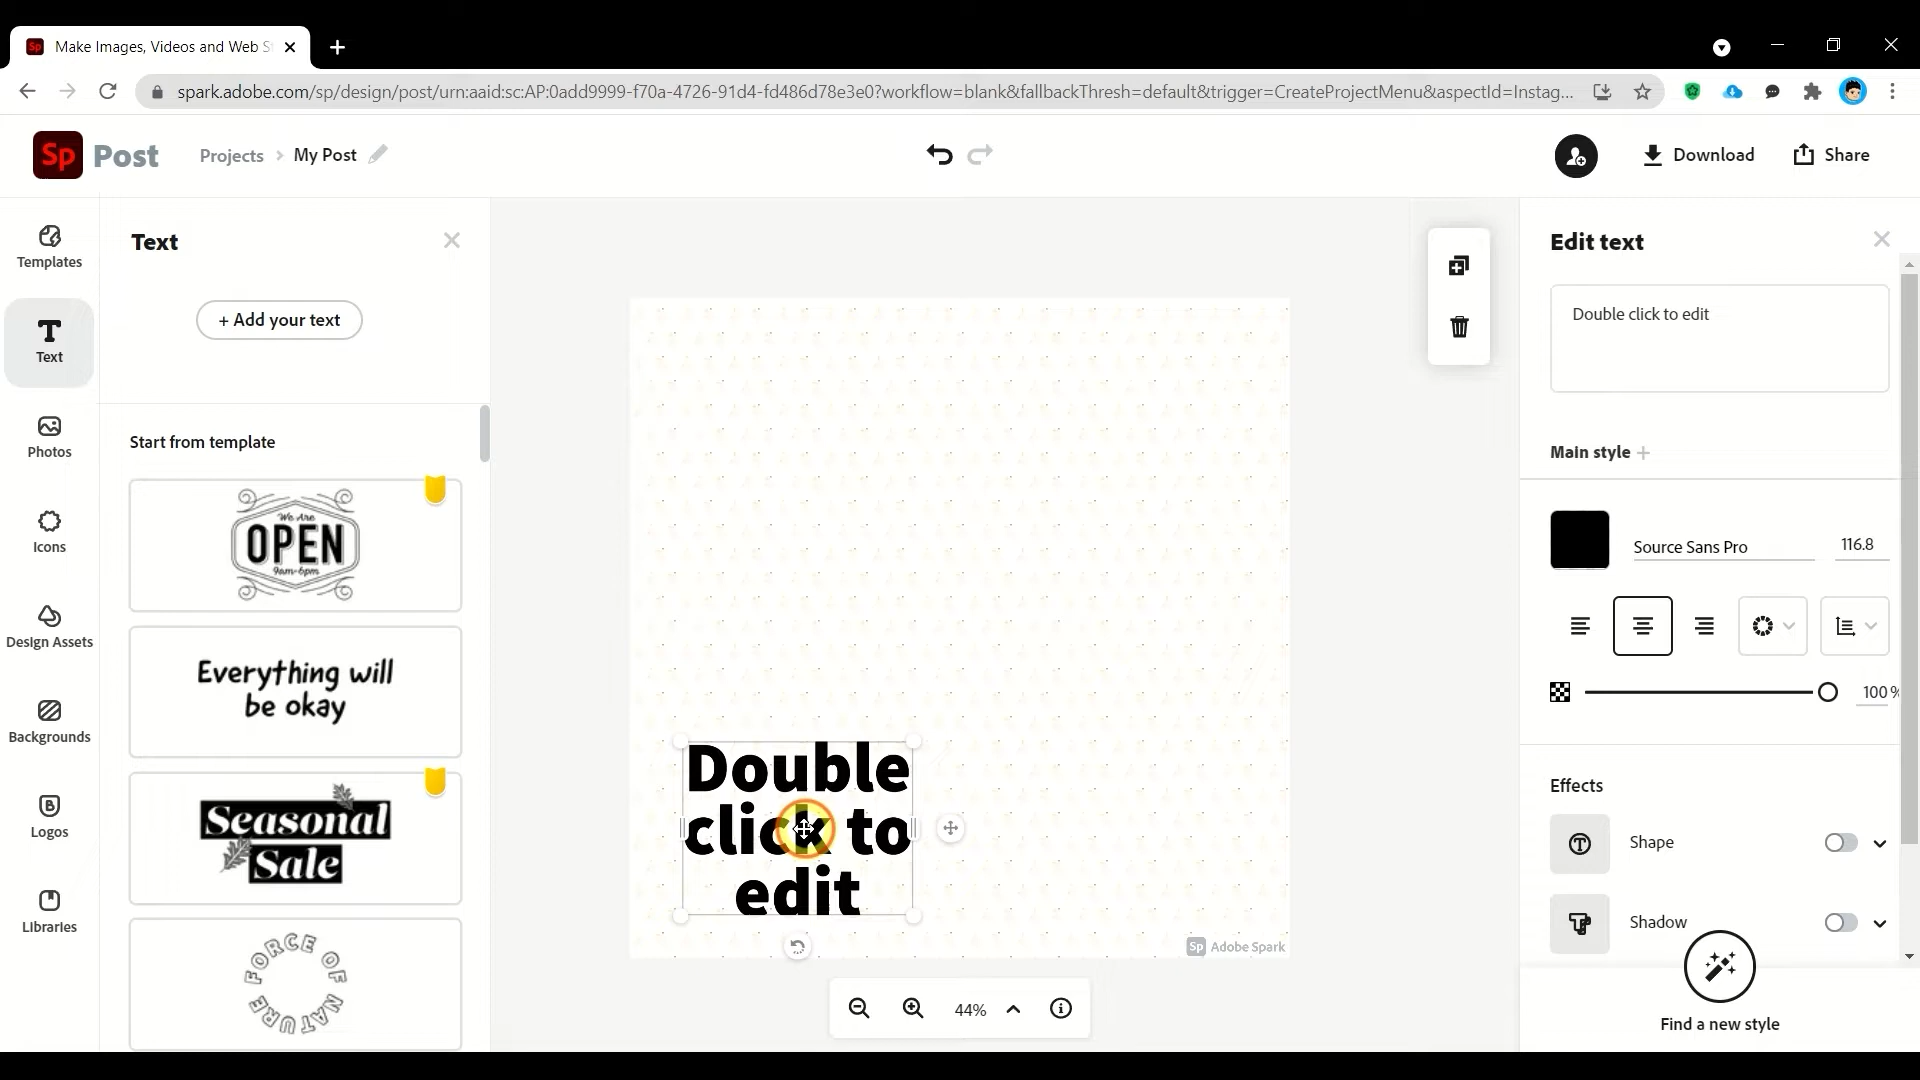 Make Images, Videos and Web S
spark.adobe.com/sp/design/post/urn:aaid:sc:AP:0add9999-f70a-4726-91d4-fd486d78e3e0?workflow=blank&fallbackThresh=default&trigger=CreateProjectMenu&aspectId=Instag...
Sp Post
Projects > My Post
Download
Share
Templates
Text
Photos
Icons
Design Assets
Backgrounds
Logos
Libraries
Text
+ Add your text
Start from template
We Are
OPEN
9am-6pm
Everything will
be okay
Seasonal
Sale
FORCE OF NATURE
Double
click to
edit
Sp Adobe Spark
44%
Edit text
Double click to edit
Main style +
Source Sans Pro
116.8
100%
Effects
Shape
Shadow
Find a new style